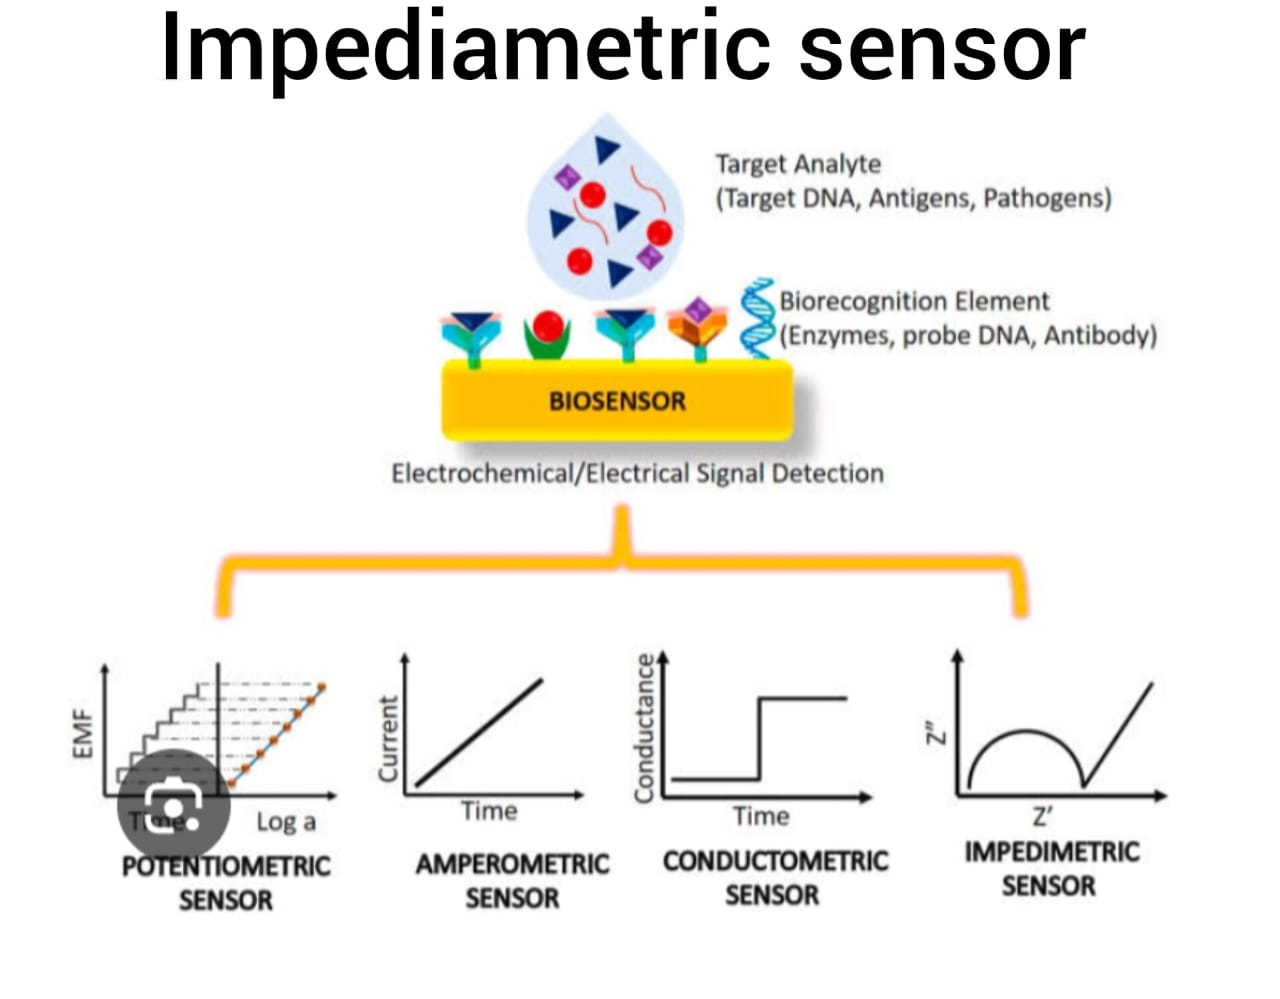 Impediametric sensor
Target Analyte
(Target DNA, Antigens, Pathogens)
Biorecognition Element
(Enzymes, probe DNA, Antibody)
BIOSENSOR
Electrochemical/Electrical Signal Detection
EMF
Time
Log a
POTENTIOMETRIC
SENSOR
Current
Time
AMPEROMETRIC
SENSOR
Conductance
Time
CONDUCTOMETRIC
SENSOR
Z"
Z'
IMPEDIMETRIC
SENSOR